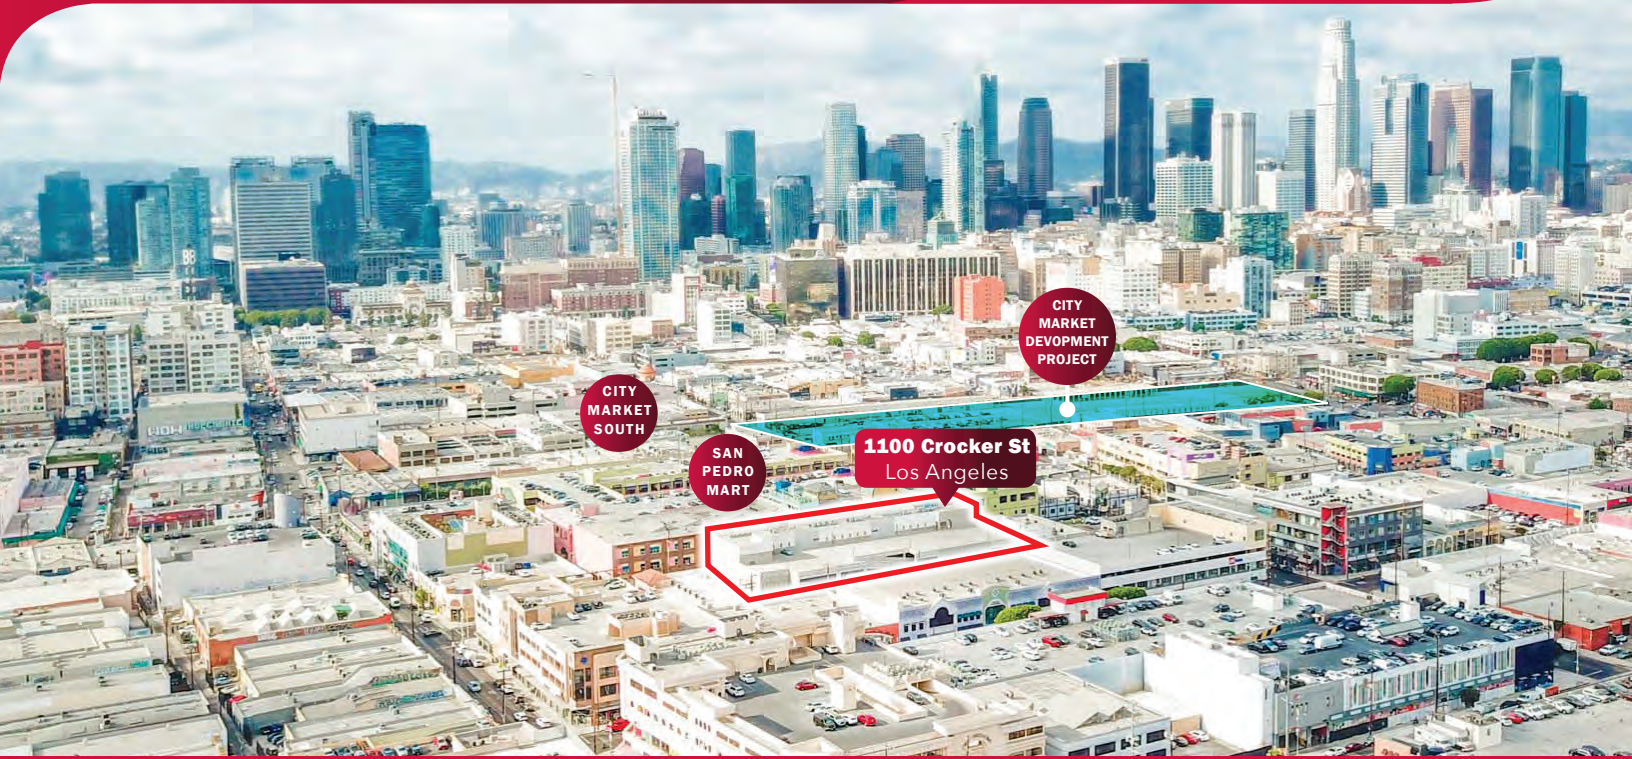 CITY
MARKET
DEVOPMENT
PROJECT
CITY
MARKET
SOUTH
SAN
PEDRO
MART
1100 Crocker St
Los Angeles